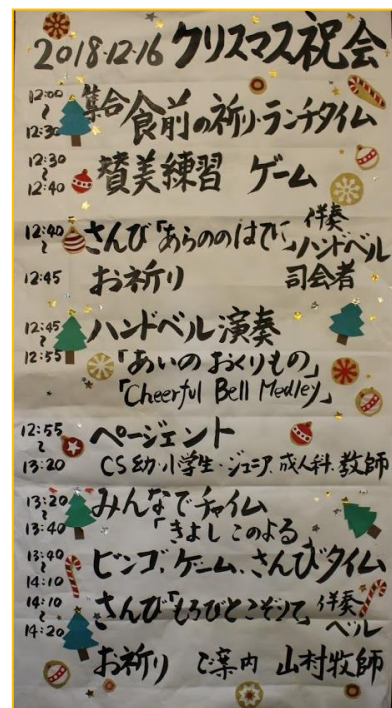 2018.12.16 クリスマス祝会
12:00 〜 12:30 集合 食前の祈り・ランチタイム
12:30 〜 12:40 賛美練習 ゲーム
12:40 〜 12:45 さんび「あらののはてに」 伴奏 ハンドベル
お祈り 司会者
12:45 〜 12:55 ハンドベル演奏
「あいのおくりもの」
「Cheerful Bell Medley」
12:55 〜 13:20 ページェント
CS幼・小学生・ジュニア、成人科、教師
13:20 〜 13:40 みんなでチャイム
「きよしこのよる」
13:40 〜 14:10 ビンゴ、ゲーム、さんびタイム
14:10 〜 14:20 さんび「もろびとこぞりて」 伴奏 ベル
お祈り ご案内 山村牧師